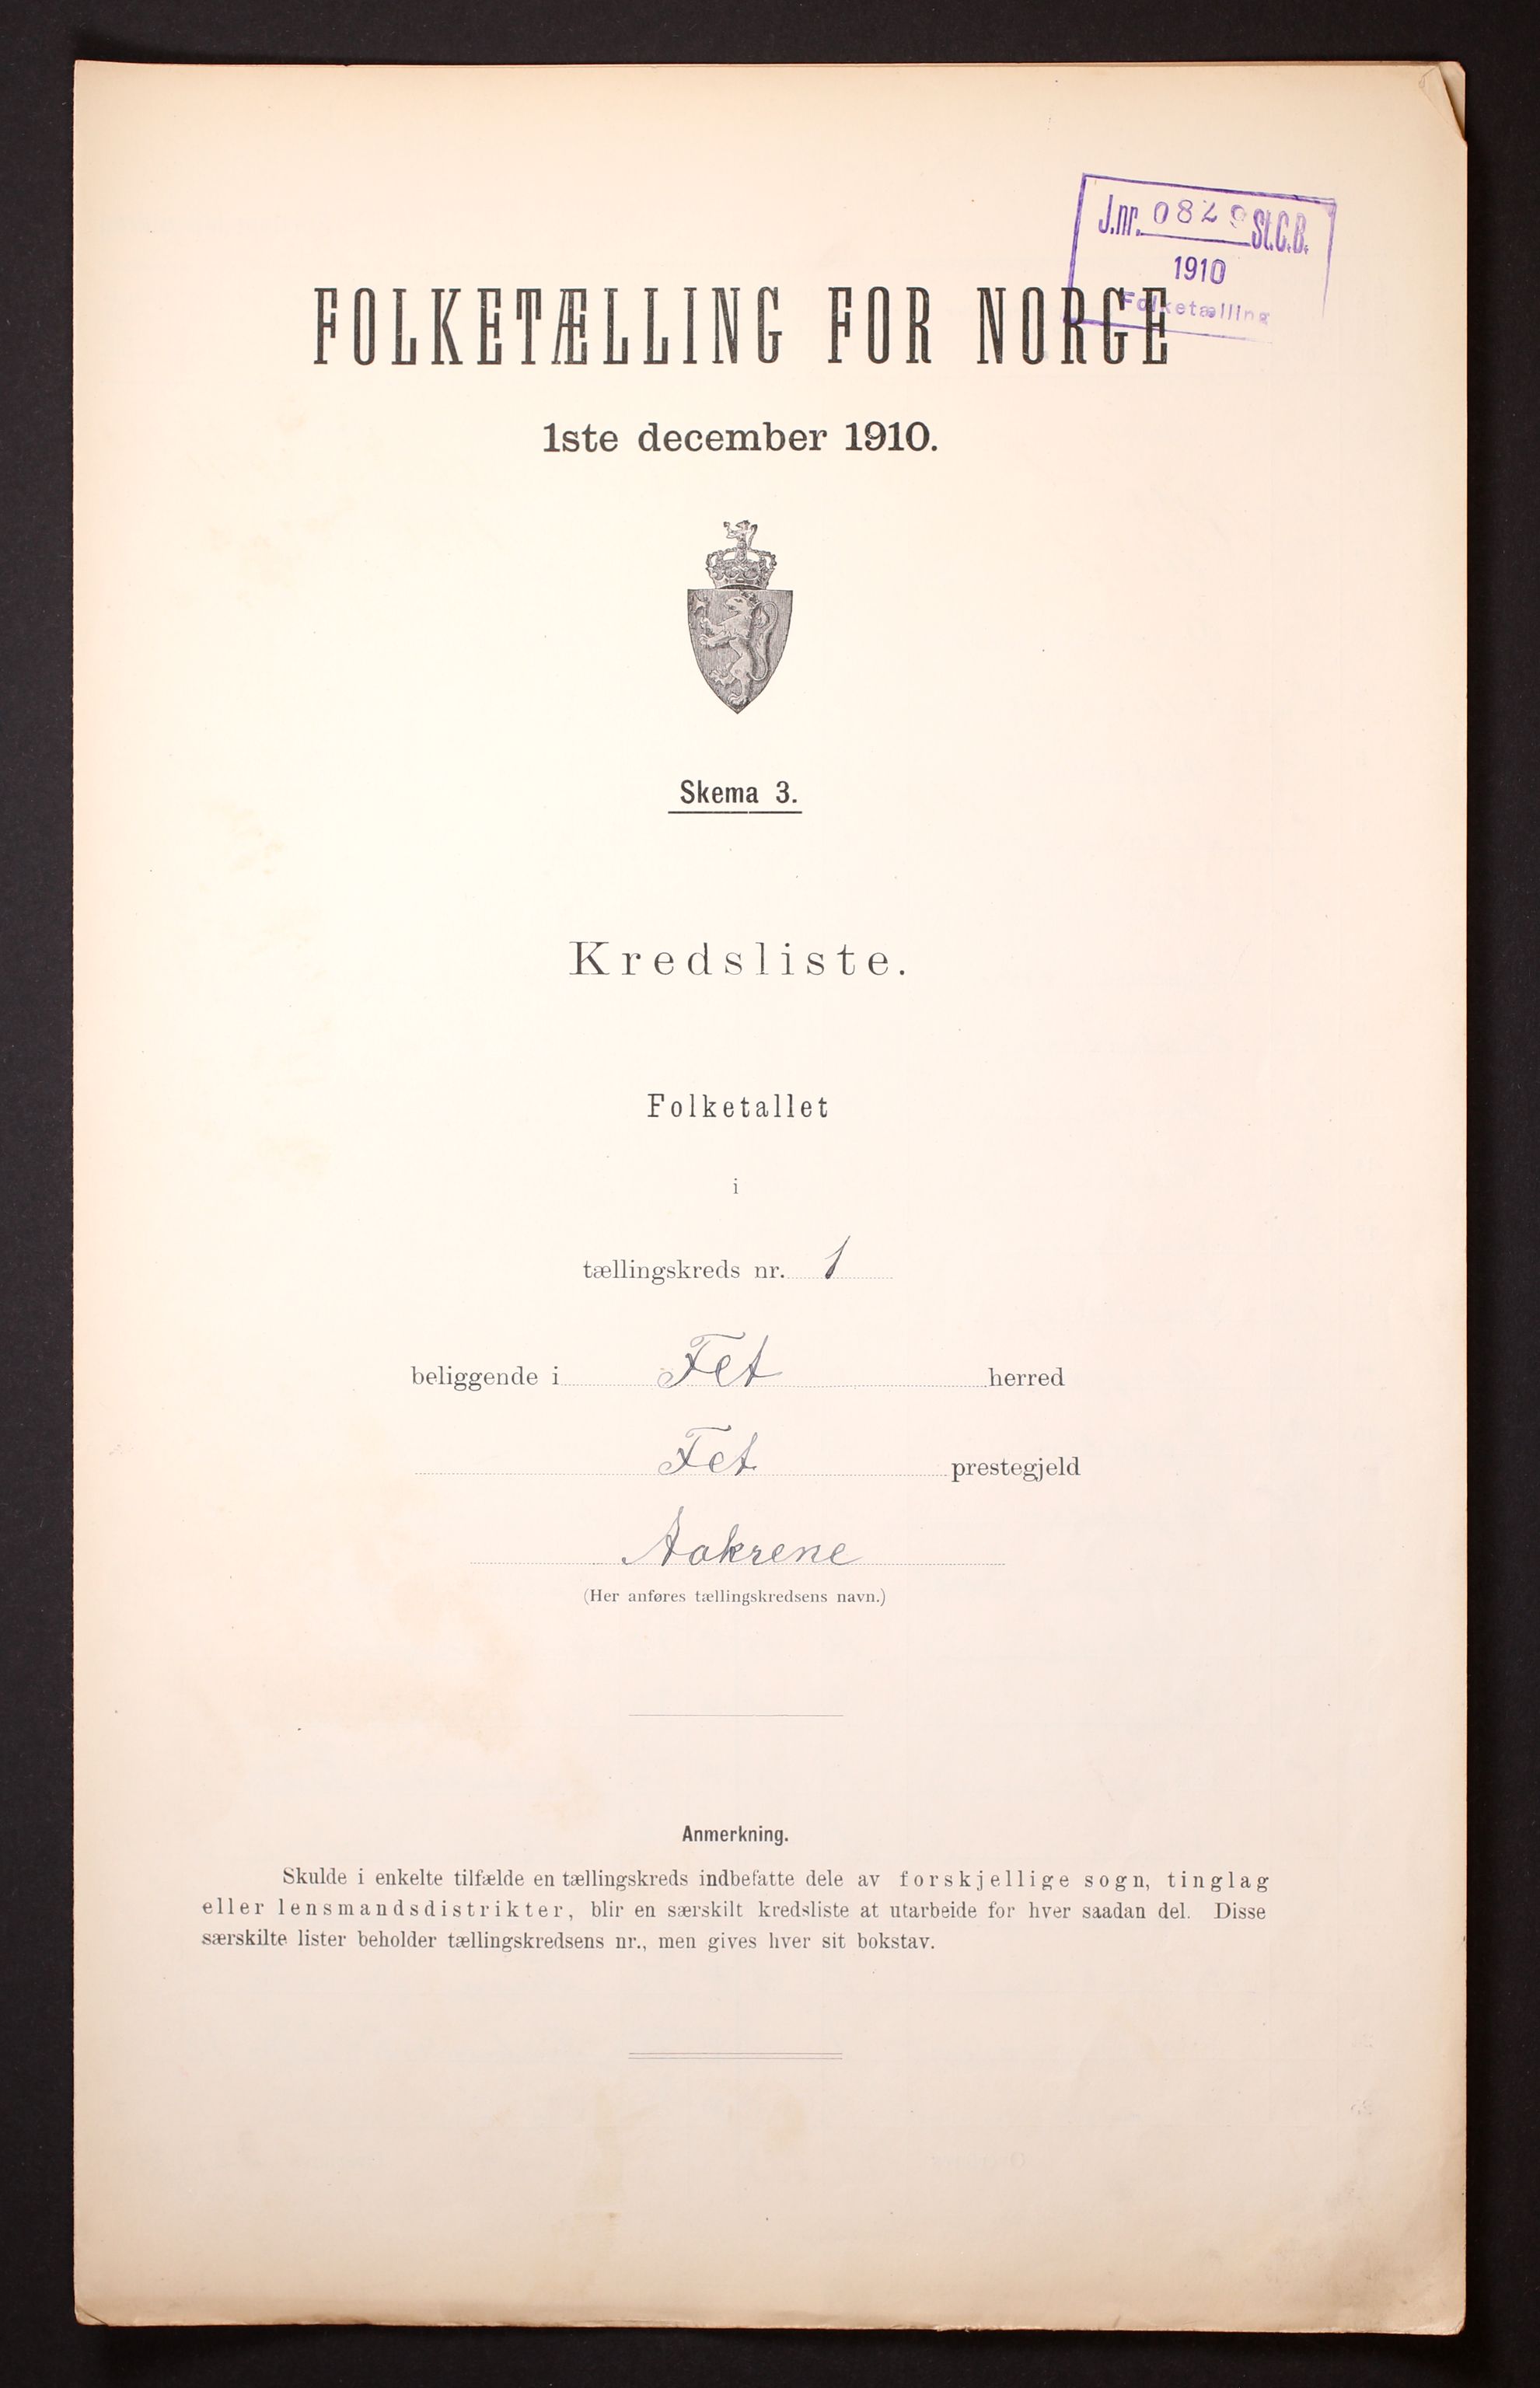 J.nr. 0829 St.C.B.
1910
Folketælling
FOLKETÆLLING FOR NORGE
1ste december 1910.
Skema 3.
Kredsliste.
Folketallet
i
tællingskreds nr. 1
beliggende i Fet herred
Fet prestegjeld
Aakrene
(Her anføres tællingskredsens navn.)
Anmerkning.
Skulde i enkelte tilfælde en tællingskreds indbefatte dele av forskjellige sogn, tinglag
eller lensmandsdistrikter, blir en særskilt kredsliste at utarbeide for hver saadan del. Disse
særskilte lister beholder tællingskredsens nr., men gives hver sit bokstav.